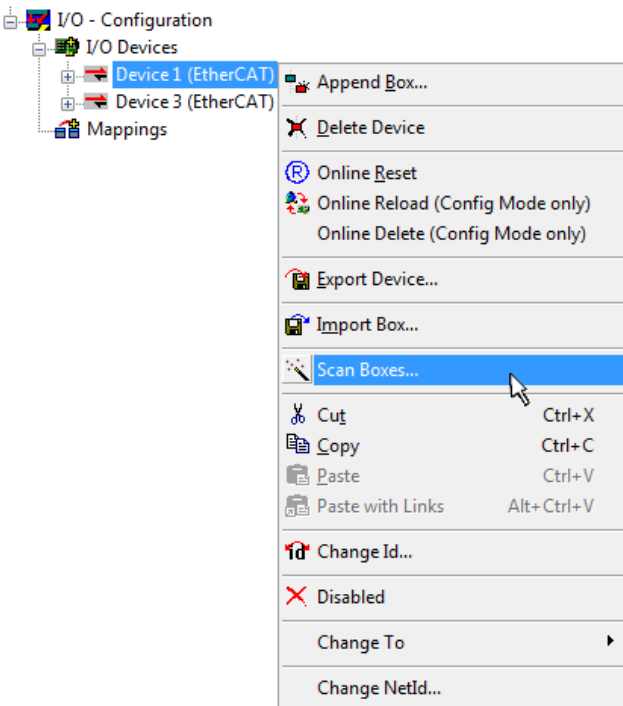 I/O - Configuration
I/O Devices
Device 1 (EtherCAT)
Device 3 (EtherCAT)
Mappings
Append Box...
Delete Device
Online Reset
Online Reload (Config Mode only)
Online Delete (Config Mode only)
Export Device...
Import Box...
Scan Boxes...
Cut Ctrl+X
Copy Ctrl+C
Paste Ctrl+V
Paste with Links Alt+Ctrl+V
Change Id...
Disabled
Change To
Change NetId...